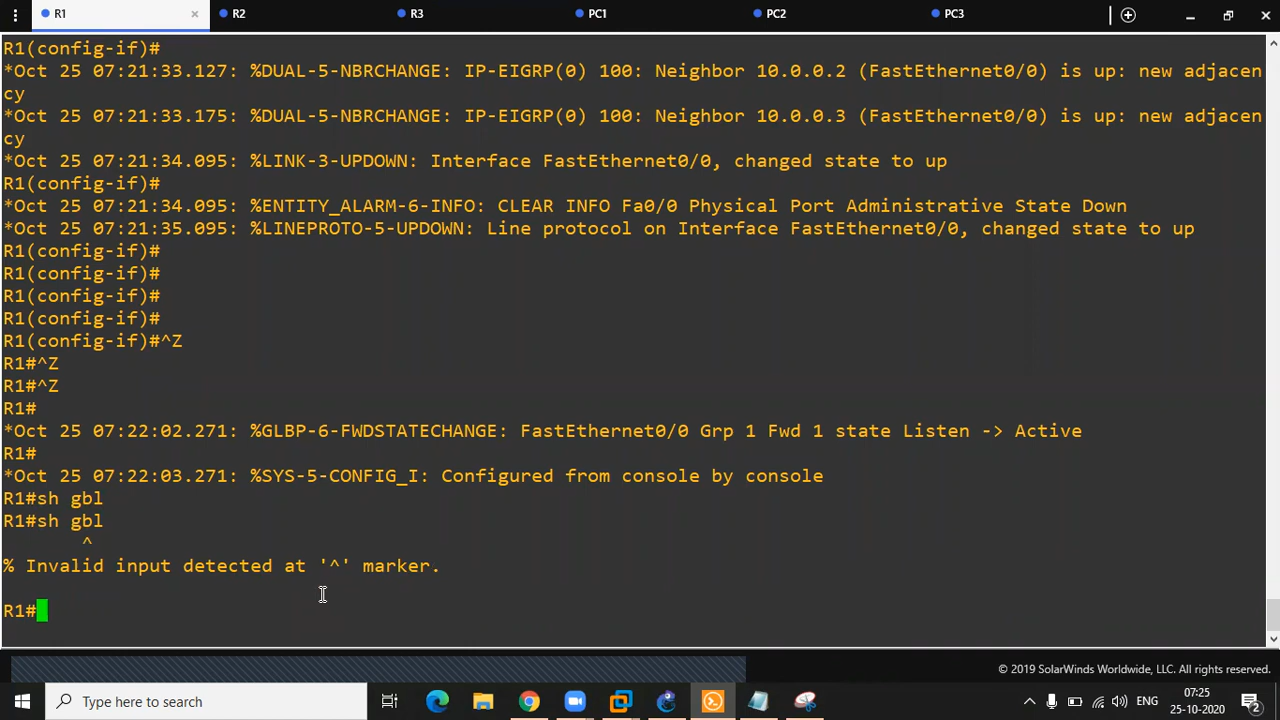 R1 × R2 R3 PC1 PC2 PC3
R1(config-if)#
*Oct 25 07:21:33.127: %DUAL-5-NBRCHANGE: IP-EIGRP(0) 100: Neighbor 10.0.0.2 (FastEthernet0/0) is up: new adjacen
cy
*Oct 25 07:21:33.175: %DUAL-5-NBRCHANGE: IP-EIGRP(0) 100: Neighbor 10.0.0.3 (FastEthernet0/0) is up: new adjacen
cy
*Oct 25 07:21:34.095: %LINK-3-UPDOWN: Interface FastEthernet0/0, changed state to up
R1(config-if)#
*Oct 25 07:21:34.095: %ENTITY_ALARM-6-INFO: CLEAR INFO Fa0/0 Physical Port Administrative State Down
*Oct 25 07:21:35.095: %LINEPROTO-5-UPDOWN: Line protocol on Interface FastEthernet0/0, changed state to up
R1(config-if)#
R1(config-if)#
R1(config-if)#
R1(config-if)#
R1(config-if)#^Z
R1#^Z
R1#^Z
R1#
*Oct 25 07:22:02.271: %GLBP-6-FWDSTATECHANGE: FastEthernet0/0 Grp 1 Fwd 1 state Listen -> Active
R1#
*Oct 25 07:22:03.271: %SYS-5-CONFIG_I: Configured from console by console
R1#sh gbl
R1#sh gbl
^
% Invalid input detected at '^' marker.
R1#
© 2019 SolarWinds Worldwide, LLC. All rights reserved.
Type here to search
ENG
07:25
25-10-2020
2